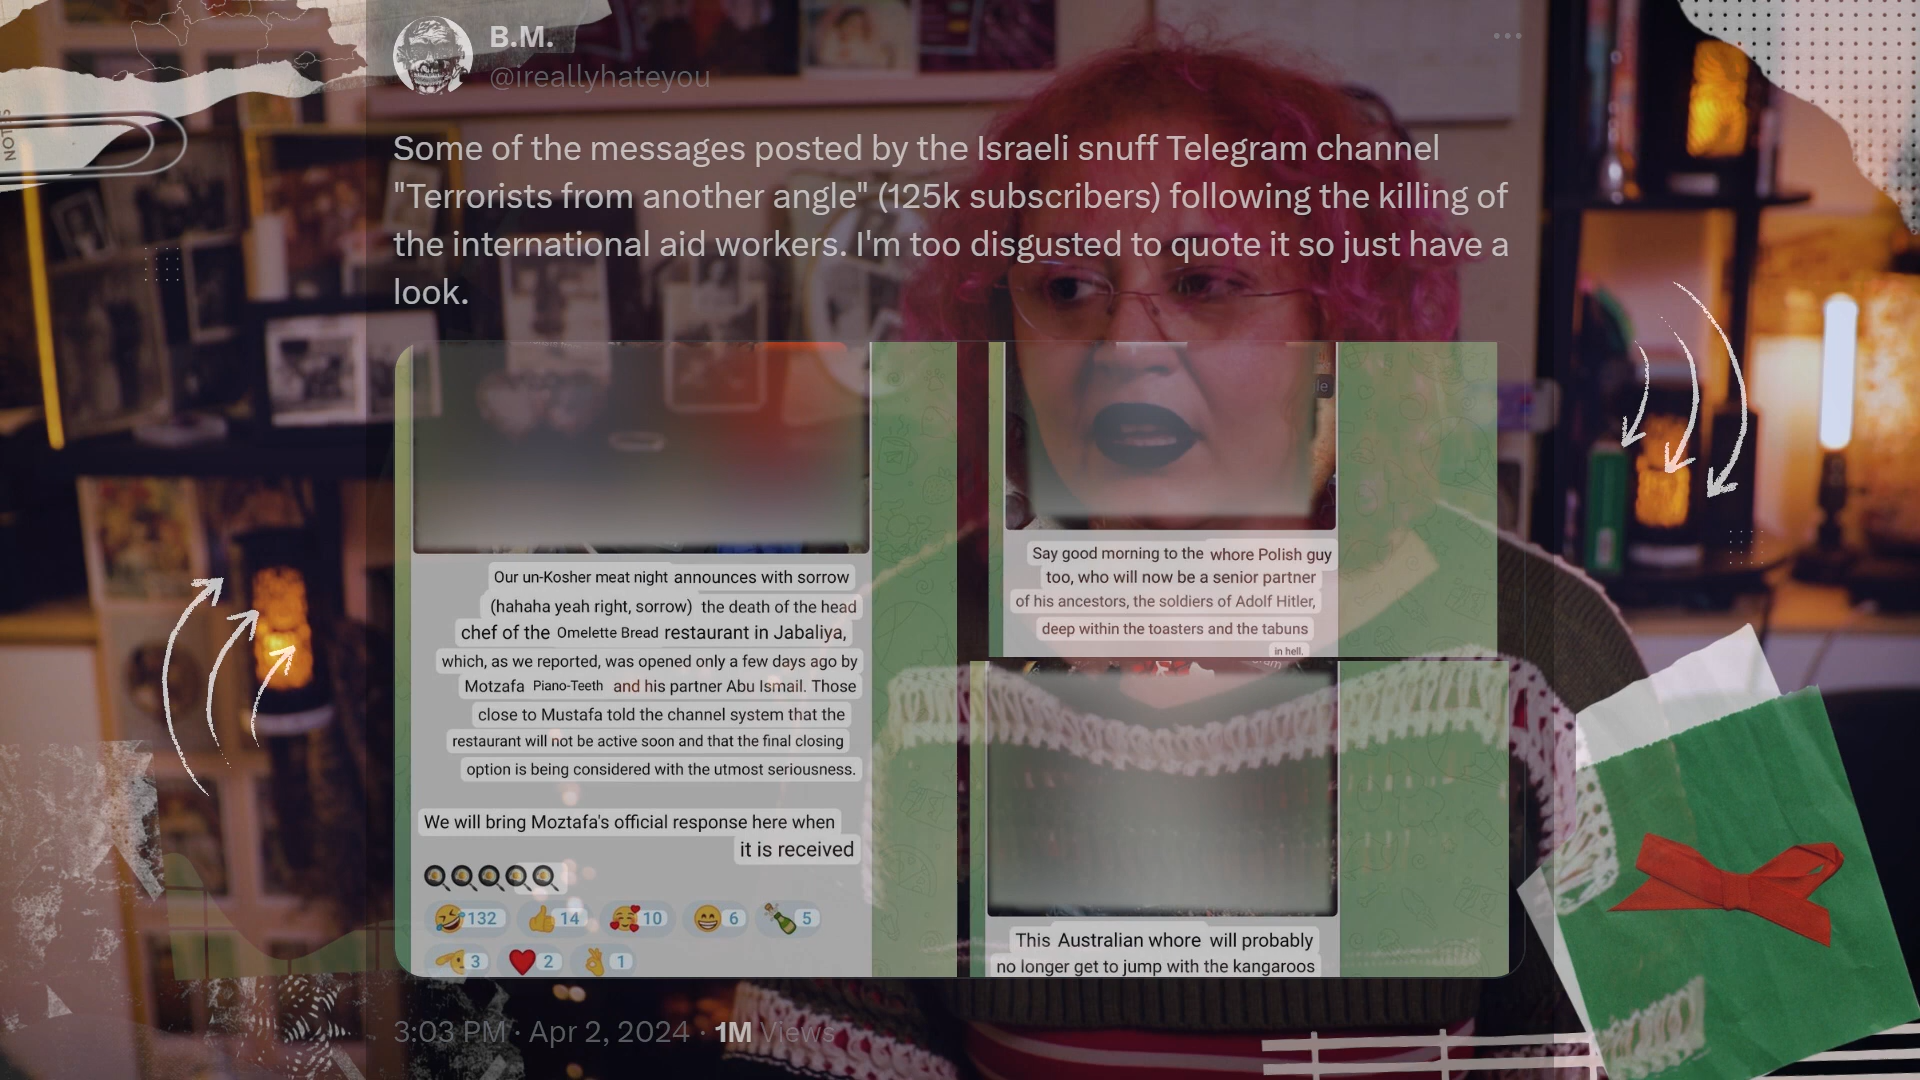 NOTES
B.M.
@ireallyhateyou
Some of the messages posted by the Israeli snuff Telegram channel
"Terrorists from another angle" (125k subscribers) following the killing of
the international aid workers. I'm too disgusted to quote it so just have a
look.
Our un-Kosher meat night announces with sorrow
(hahaha yeah right, sorrow) the death of the head
chef of the Omelette Bread restaurant in Jabaliya,
which, as we reported, was opened only a few days ago by
Motzafa Piano-Teeth and his partner Abu Ismail. Those
close to Mustafa told the channel system that the
restaurant will not be active soon and that the final closing
option is being considered with the utmost seriousness.
We will bring Moztafa's official response here when
it is received
132 14 10 6 5
3 2 1
le
Say good morning to the whore Polish guy
too, who will now be a senior partner
of his ancestors, the soldiers of Adolf Hitler,
deep within the toasters and the tabuns
in hell.
This Australian whore will probably
no longer get to jump with the kangaroos
3:03 PM · Apr 2, 2024 · 1M Views